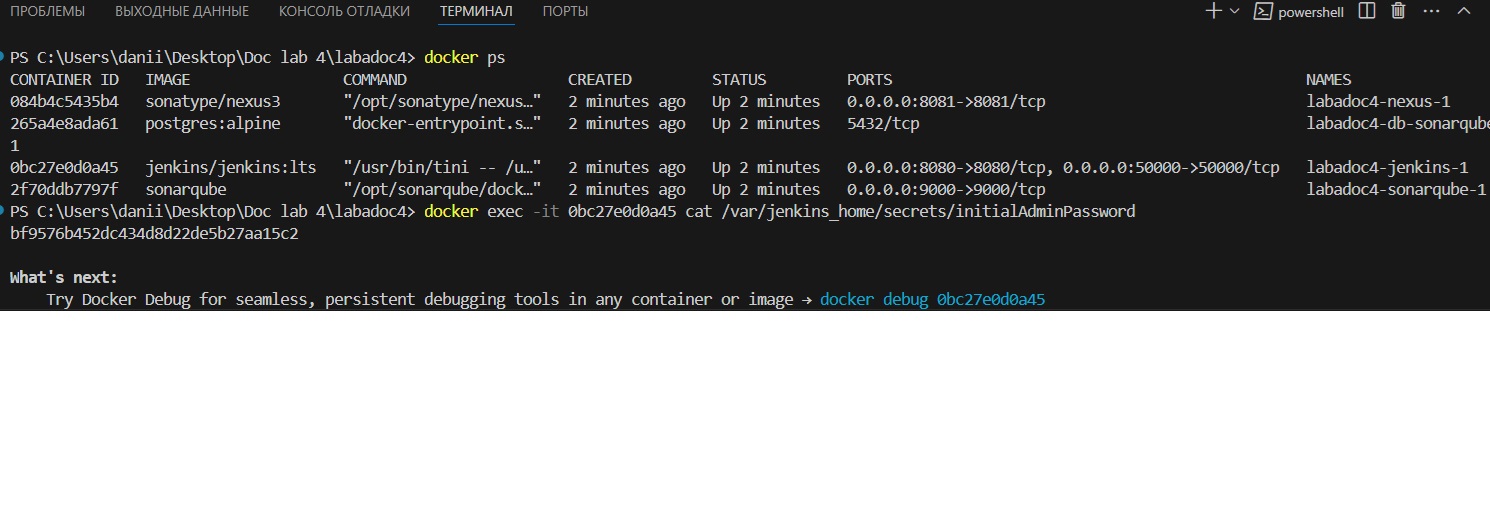 ПРОБЛЕМЫ ВЫХОДНЫЕ ДАННЫЕ КОНСОЛЬ ОТЛАДКИ ТЕРМИНАЛ ПОРТЫ powershell
PS C:\Users\danii\Desktop\Doc lab 4\labadoc4> docker ps
CONTAINER ID IMAGE COMMAND CREATED STATUS PORTS NAMES
084b4c5435b4 sonatype/nexus3 "/opt/sonatype/nexus…" 2 minutes ago Up 2 minutes 0.0.0.0:8081->8081/tcp labadoc4-nexus-1
265a4e8ada61 postgres:alpine "docker-entrypoint.s…" 2 minutes ago Up 2 minutes 5432/tcp labadoc4-db-sonarqube
1
0bc27e0d0a45 jenkins/jenkins:lts "/usr/bin/tini -- /u…" 2 minutes ago Up 2 minutes 0.0.0.0:8080->8080/tcp, 0.0.0.0:50000->50000/tcp labadoc4-jenkins-1
2f70ddb7797f sonarqube "/opt/sonarqube/dock…" 2 minutes ago Up 2 minutes 0.0.0.0:9000->9000/tcp labadoc4-sonarqube-1
PS C:\Users\danii\Desktop\Doc lab 4\labadoc4> docker exec -it 0bc27e0d0a45 cat /var/jenkins_home/secrets/initialAdminPassword
bf9576b452dc434d8d22de5b27aa15c2
What's next:
Try Docker Debug for seamless, persistent debugging tools in any container or image → docker debug 0bc27e0d0a45